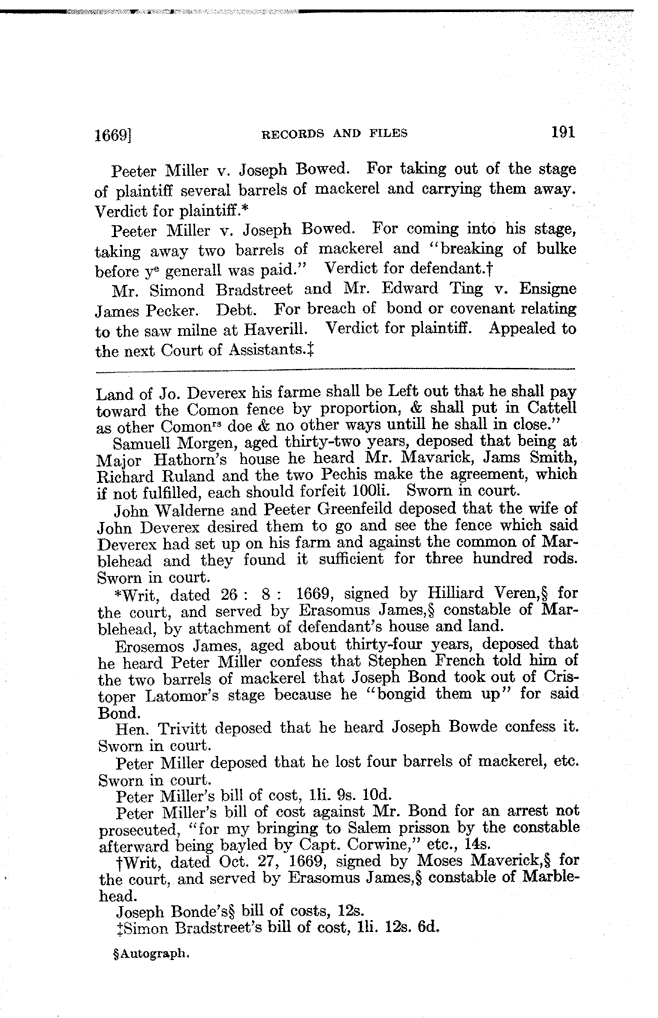 1669] RECORDS AND FILES 191
Peeter Miller v. Joseph Bowed. For taking out of the stage
of plaintiff several barrels of mackerel and carrying them away.
Verdict for plaintiff.*
Peeter Miller v. Joseph Bowed. For coming into his stage,
taking away two barrels of mackerel and "breaking of bulke
before yᵉ generall was paid." Verdict for defendant.†
Mr. Simond Bradstreet and Mr. Edward Ting v. Ensigne
James Pecker. Debt. For breach of bond or covenant relating
to the saw milne at Haverill. Verdict for plaintiff. Appealed to
the next Court of Assistants.‡
Land of Jo. Deverex his farme shall be Left out that he shall pay
toward the Comon fence by proportion, & shall put in Cattell
as other Comonʳˢ doe & no other ways untill he shall in close."
Samuell Morgen, aged thirty-two years, deposed that being at
Major Hathorn's house he heard Mr. Mavarick, Jams Smith,
Richard Ruland and the two Pechis make the agreement, which
if not fulfilled, each should forfeit 100li. Sworn in court.
John Walderne and Peeter Greenfeild deposed that the wife of
John Deverex desired them to go and see the fence which said
Deverex had set up on his farm and against the common of Mar-
blehead and they found it sufficient for three hundred rods.
Sworn in court.
*Writ, dated 26 : 8 : 1669, signed by Hilliard Veren,§ for
the court, and served by Erasomus James,§ constable of Mar-
blehead, by attachment of defendant's house and land.
Erosemos James, aged about thirty-four years, deposed that
he heard Peter Miller confess that Stephen French told him of
the two barrels of mackerel that Joseph Bond took out of Cris-
toper Latomor's stage because he "bongid them up" for said
Bond.
Hen. Trivitt deposed that he heard Joseph Bowde confess it.
Sworn in court.
Peter Miller deposed that he lost four barrels of mackerel, etc.
Sworn in court.
Peter Miller's bill of cost, 1li. 9s. 10d.
Peter Miller's bill of cost against Mr. Bond for an arrest not
prosecuted, "for my bringing to Salem prisson by the constable
afterward being bayled by Capt. Corwine," etc., 14s.
†Writ, dated Oct. 27, 1669, signed by Moses Maverick,§ for
the court, and served by Erasomus James,§ constable of Marble-
head.
Joseph Bonde's§ bill of costs, 12s.
‡Simon Bradstreet's bill of cost, 1li. 12s. 6d.
§Autograph.